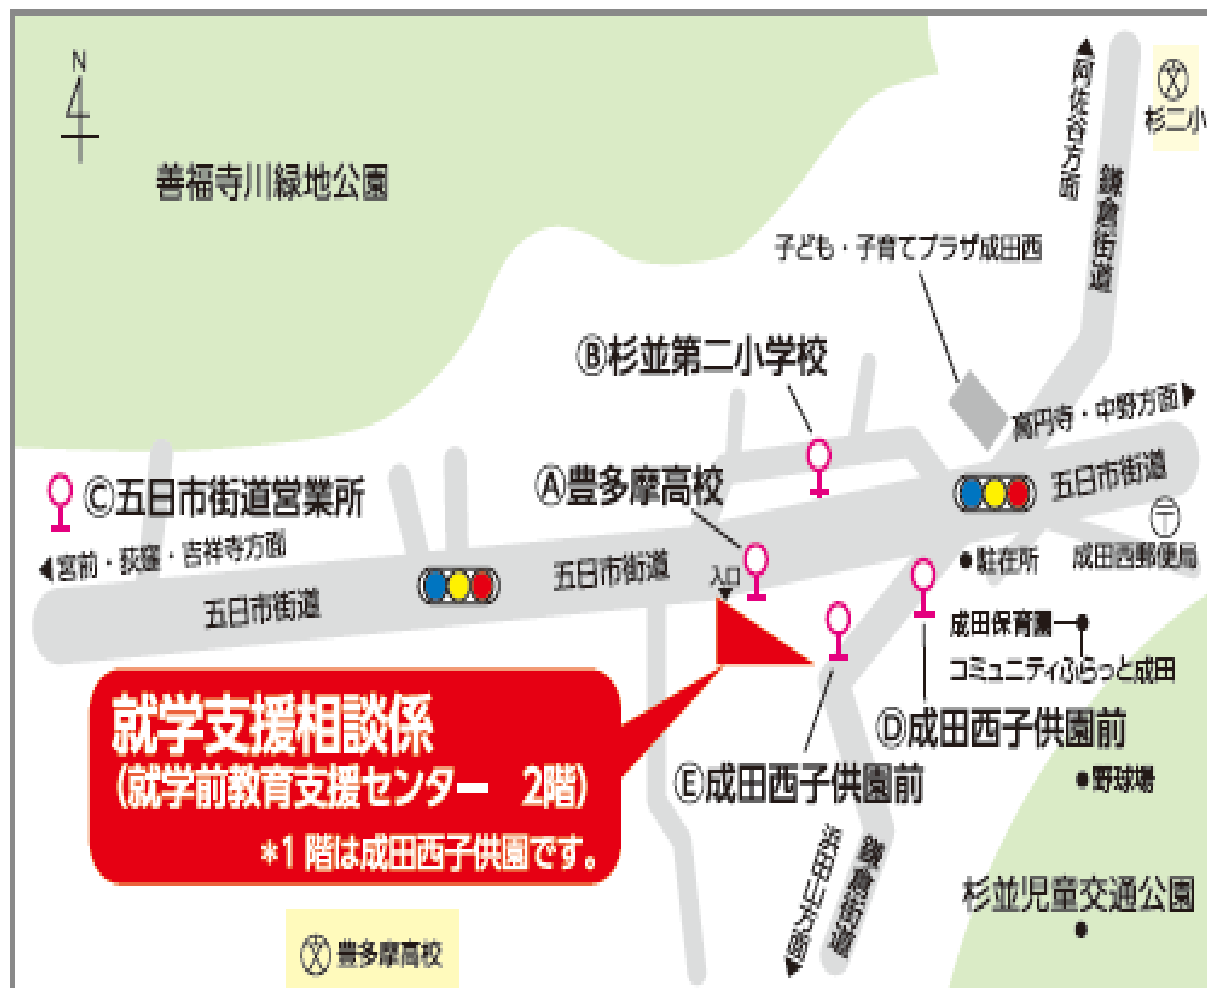 N
善福寺川緑地公園
阿佐谷方面
鎌倉街道
文
杉二小
子ども・子育てプラザ成田西
Ⓑ杉並第二小学校
高円寺・中野方面
五日市街道
Ⓐ豊多摩高校
Ⓒ五日市街道営業所
宮前・荻窪・吉祥寺方面
五日市街道
五日市街道
入口
〒
成田西郵便局
駐在所
成田保育園
コミュニティふらっと成田
Ⓓ成田西子供園前
Ⓔ成田西子供園前
野球場
就学支援相談係
(就学前教育支援センター 2階)
*1階は成田西子供園です。
浜田山方面
鎌倉街道
杉並児童交通公園
文 豊多摩高校